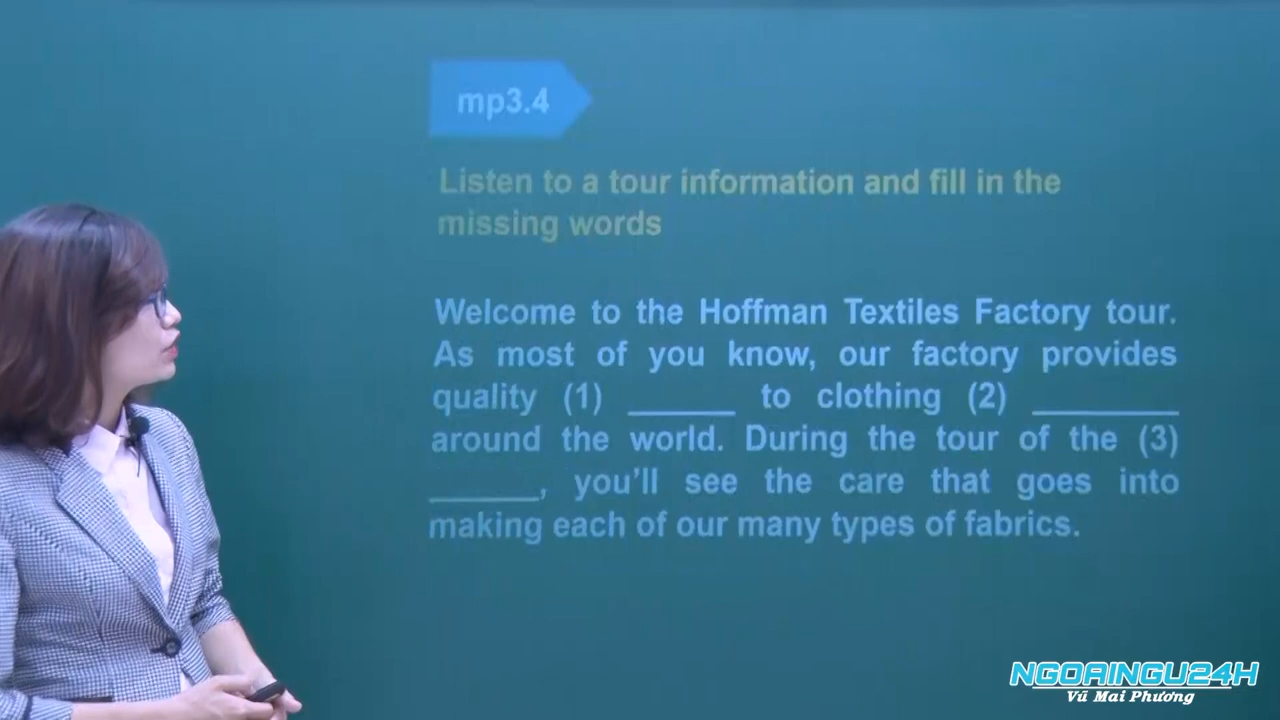 mp3.4
Listen to a tour information and fill in the
missing words
Welcome to the Hoffman Textiles Factory tour.
As most of you know, our factory provides
quality (1) ______ to clothing (2) ________
around the world. During the tour of the (3)
______, you'll see the care that goes into
making each of our many types of fabrics.
NGOAINGU24H
Vũ Mai Phương